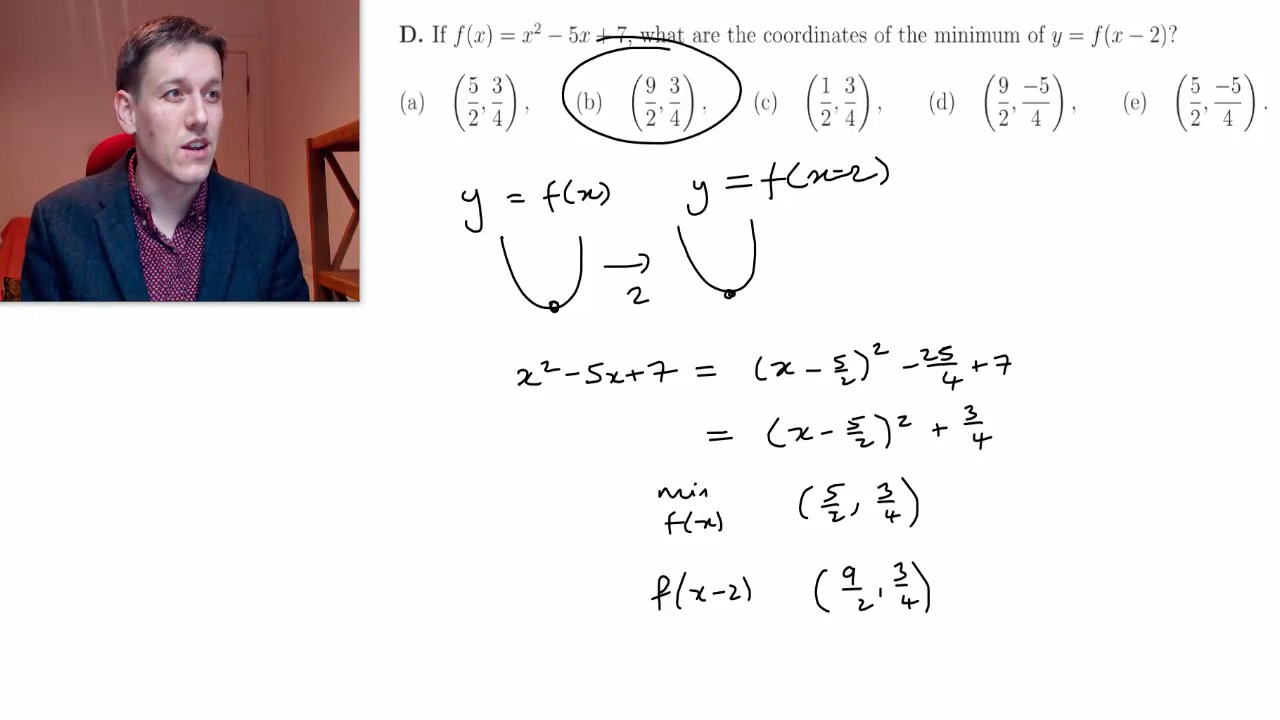 D. If f(x) = x² − 5x + 7, what are the coordinates of the minimum of y = f(x − 2)?
(a) (5/2, 3/4), (b) (9/2, 3/4), (c) (1/2, 3/4), (d) (9/2, −5/4), (e) (5/2, −5/4).
y = f(x) y = f(x−2)
→
2
x² − 5x + 7 = (x − 5/2)² − 25/4 + 7
= (x − 5/2)² + 3/4
min
f(x) (5/2, 3/4)
f(x−2) (9/2, 3/4)